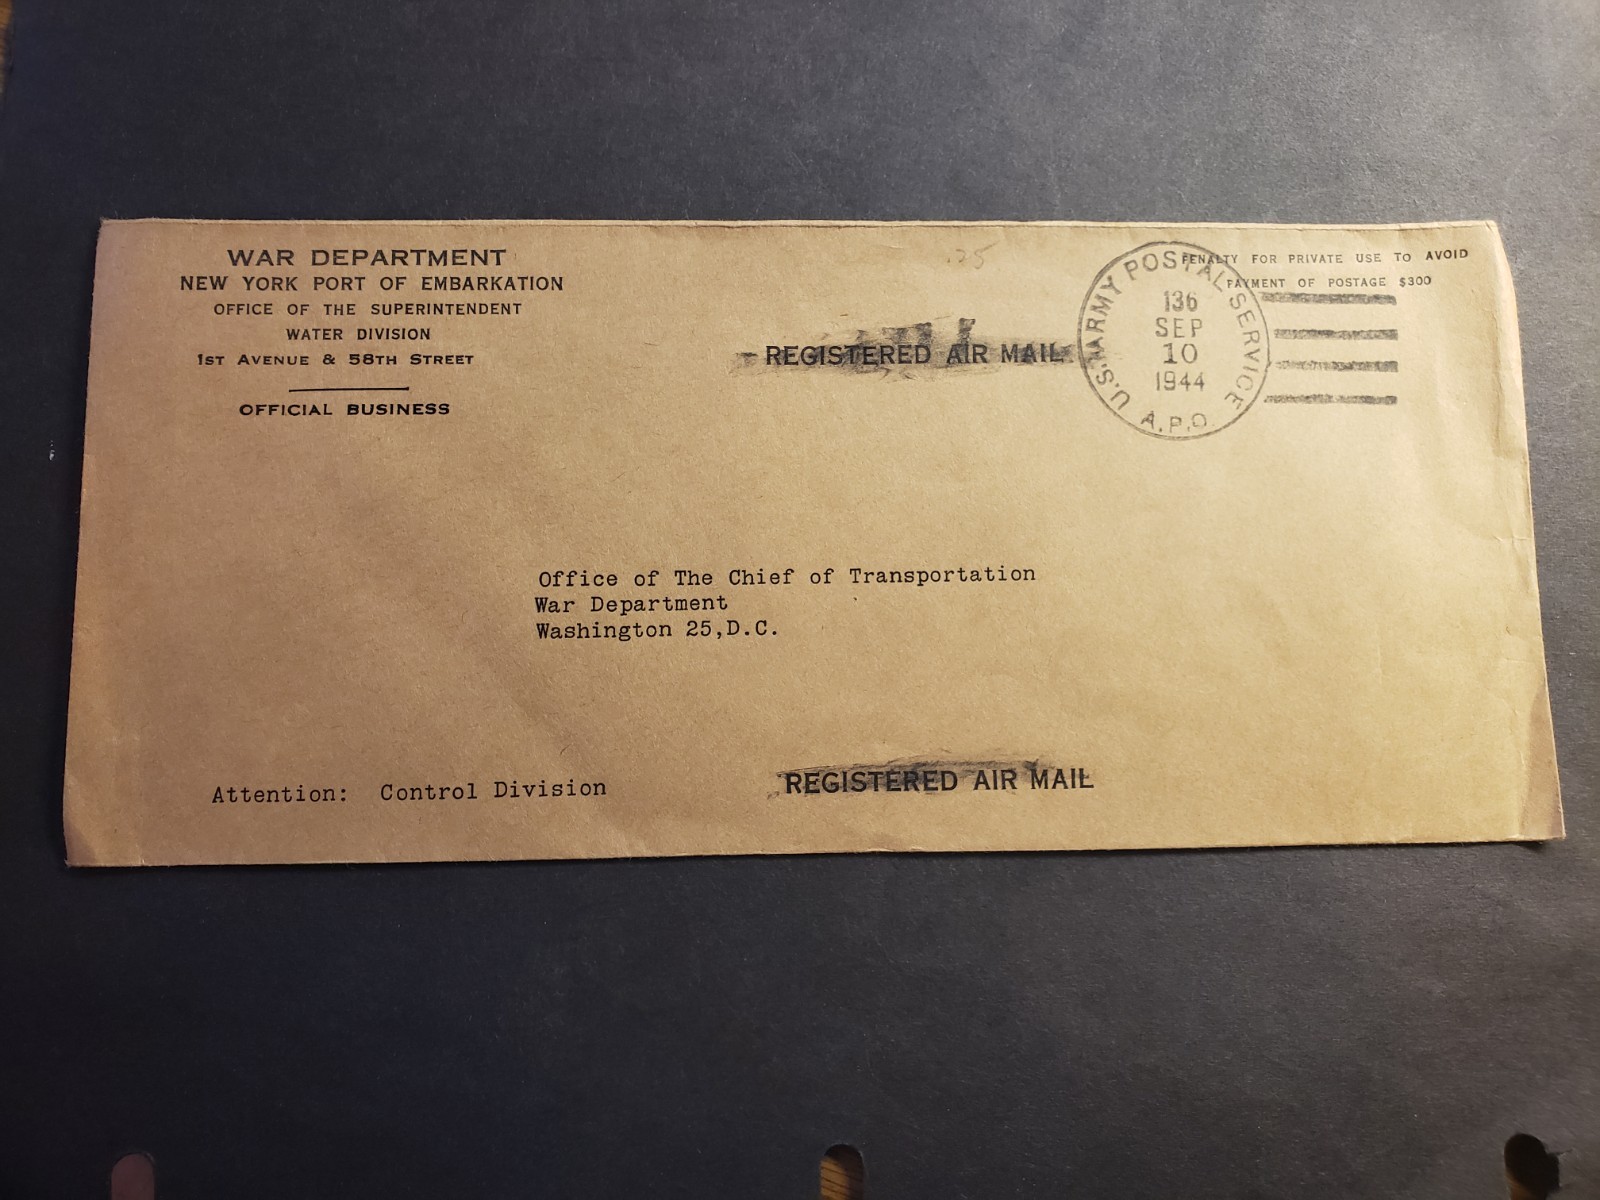 WAR DEPARTMENT
NEW YORK PORT OF EMBARKATION
OFFICE OF THE SUPERINTENDENT
WATER DIVISION
1ST AVENUE & 58TH STREET
OFFICIAL BUSINESS
.25
PENALTY FOR PRIVATE USE TO AVOID
PAYMENT OF POSTAGE $300
REGISTERED AIR MAIL
U.S. ARMY POSTAL SERVICE
136
SEP
10
1944
A.P.O.
Office of The Chief of Transportation
War Department
Washington 25,D.C.
Attention: Control Division
REGISTERED AIR MAIL